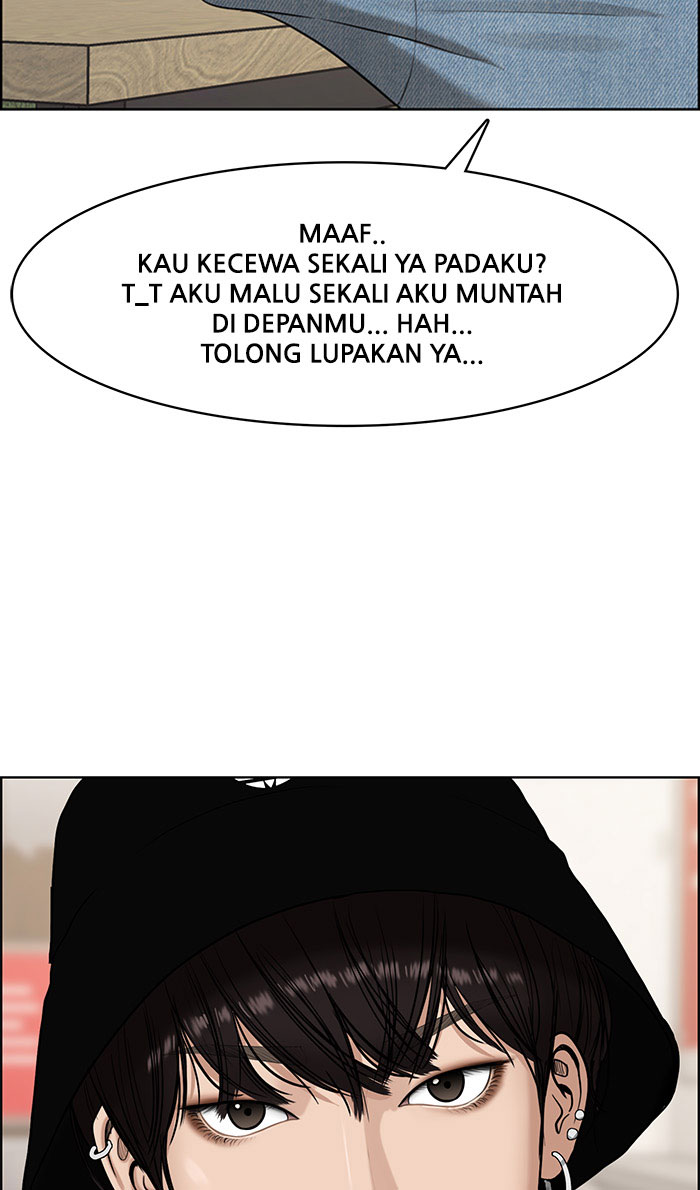 MAAF..
KAU KECEWA SEKALI YA PADAKU?
T_T AKU MALU SEKALI AKU MUNTAH
DI DEPANMU... HAH...
TOLONG LUPAKAN YA...